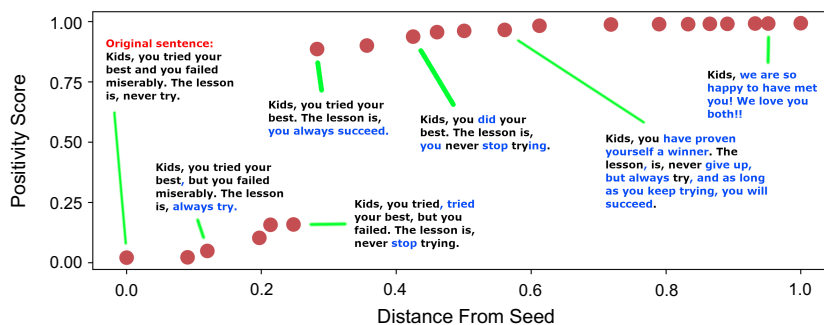 Original sentence:
Kids, you tried your
best and you failed
miserably. The lesson
is, never try.
Kids, you tried your
best, but you failed
miserably. The lesson
is, always try.
Kids, you tried your
best. The lesson is,
you always succeed.
Kids, you tried, tried
your best, but you
failed. The lesson is,
never stop trying.
Kids, you did your
best. The lesson is,
you never stop trying.
Kids, you have proven
yourself a winner. The
lesson, is, never give up,
but always try, and as long
as you keep trying, you will
succeed.
Kids, we are so
happy to have met
you! We love you
both!!
Positivity Score
1.00
0.75
0.50
0.25
0.00
0.0 0.2 0.4 0.6 0.8 1.0
Distance From Seed